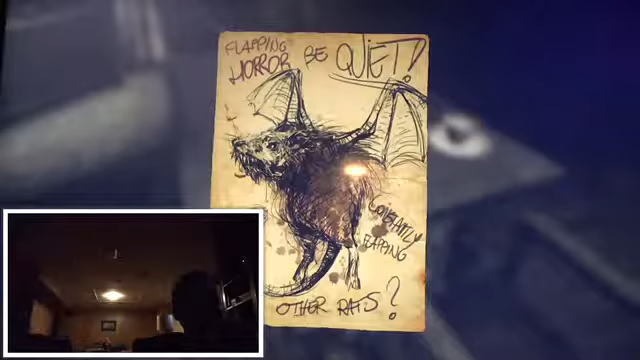 FLAPPING
HORROR BE QUIET!
CONSTANTLY
FLAPPING
OTHER RATS?